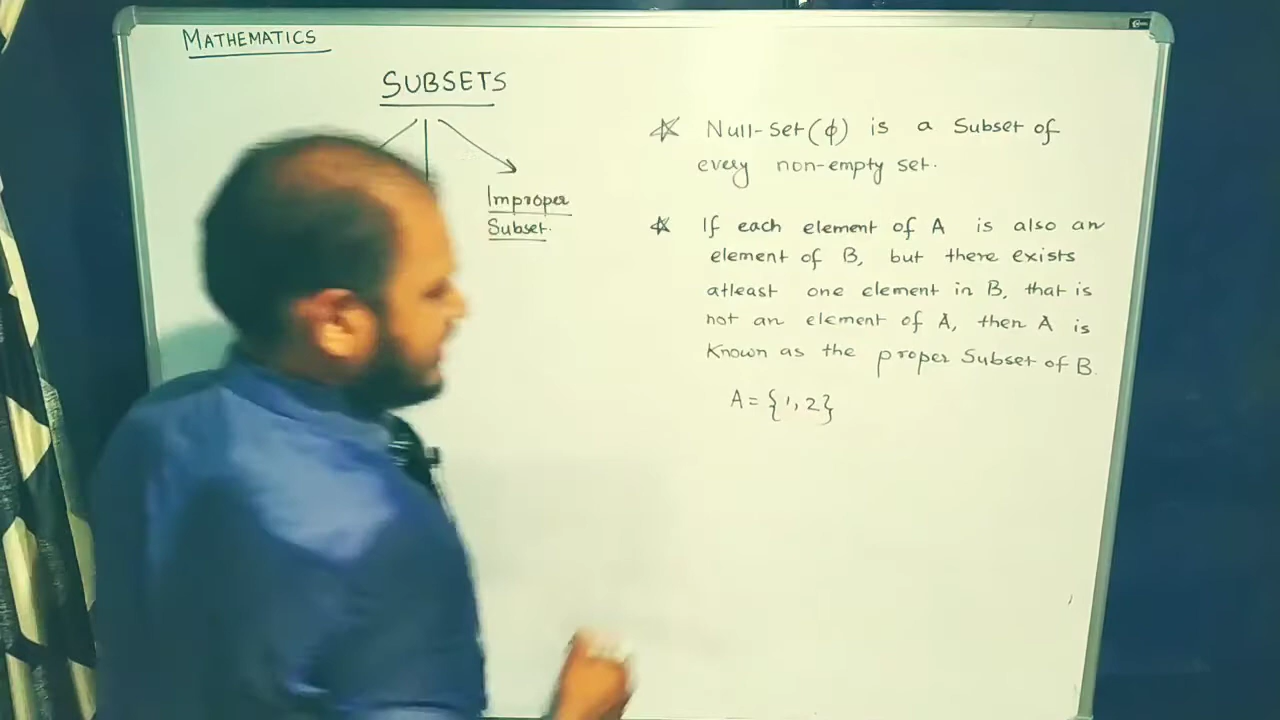 MATHEMATICS
SUBSETS
Improper
Subset.
Null-Set(φ) is a Subset of
every non-empty set.
If each element of A is also an
element of B, but there exists
atleast one element in B, that is
not an element of A, then A is
Known as the proper Subset of B.
A = {1, 2}